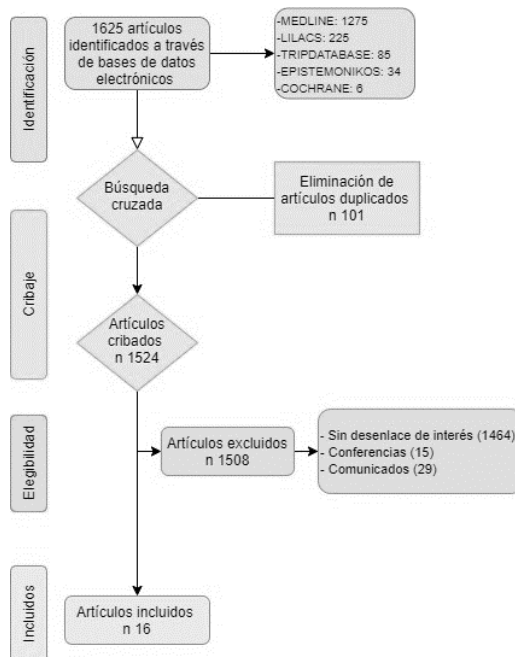 Identificación
1625 artículos
identificados a través
de bases de datos
electrónicos
-MEDLINE: 1275
-LILACS: 225
-TRIPDATABASE: 85
-EPISTEMONIKOS: 34
-COCHRANE: 6
Búsqueda
cruzada
Eliminación de
artículos duplicados
n 101
Cribaje
Artículos
cribados
n 1524
Elegibilidad
Artículos excluidos
n 1508
- Sin desenlace de interés (1464)
- Conferencias (15)
- Comunicados (29)
Incluidos
Artículos incluidos
n 16